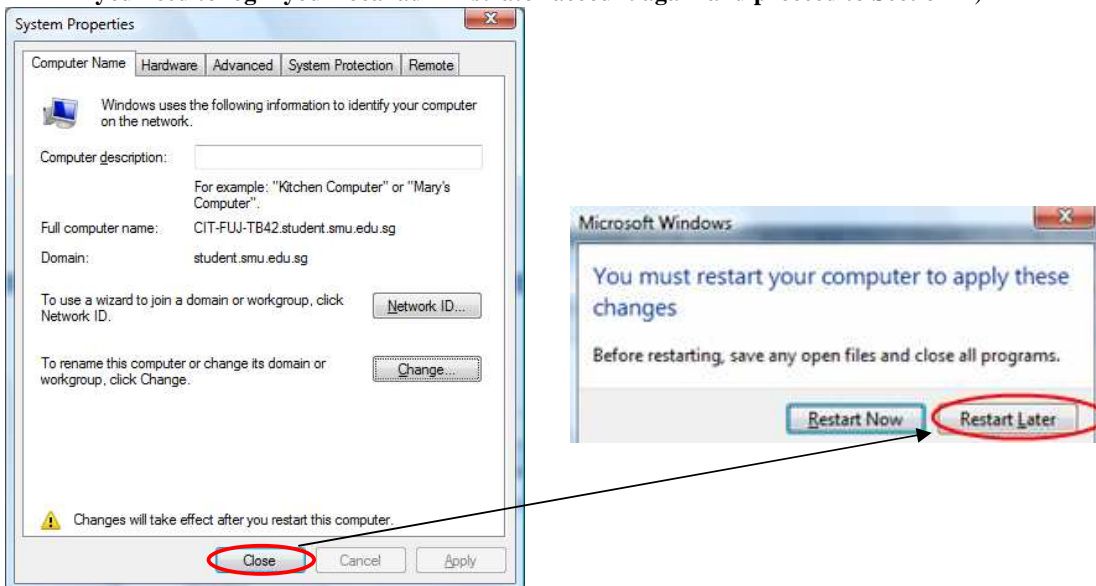 System Properties
Computer Name Hardware Advanced System Protection Remote
Windows uses the following information to identify your computer
on the network.
Computer description:
For example: "Kitchen Computer" or "Mary's
Computer".
Full computer name: CIT-FUJ-TB42.student.smu.edu.sg
Domain: student.smu.edu.sg
To use a wizard to join a domain or workgroup, click
Network ID.
Network ID...
To rename this computer or change its domain or
workgroup, click Change.
Change...
Changes will take effect after you restart this computer.
Close Cancel Apply
Microsoft Windows
You must restart your computer to apply these
changes
Before restarting, save any open files and close all programs.
Restart Now Restart Later